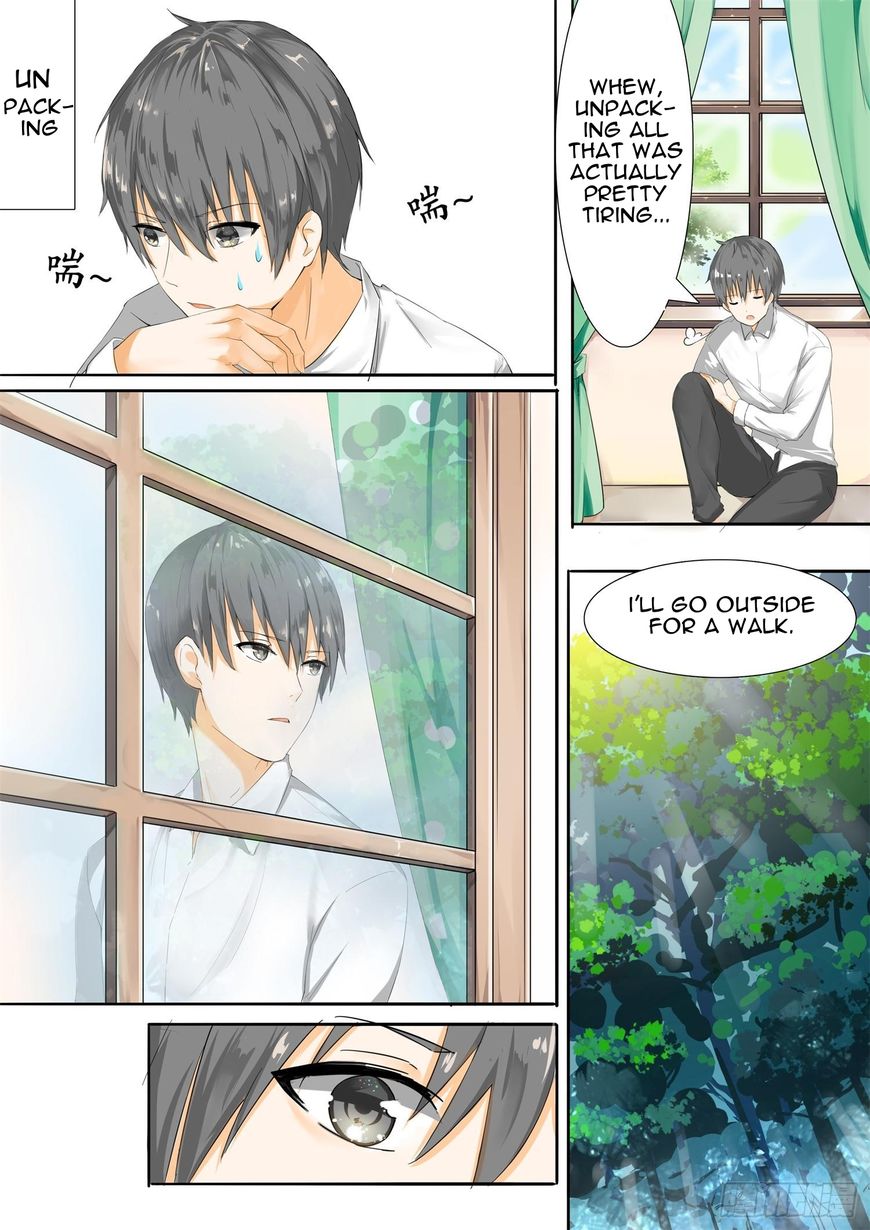 WHEW,
UNPACK-
ING ALL
THAT WAS
ACTUALLY
PRETTY
TIRING...
UN
PACK-
ING
喘~
喘~
I'LL GO OUTSIDE
FOR A WALK.